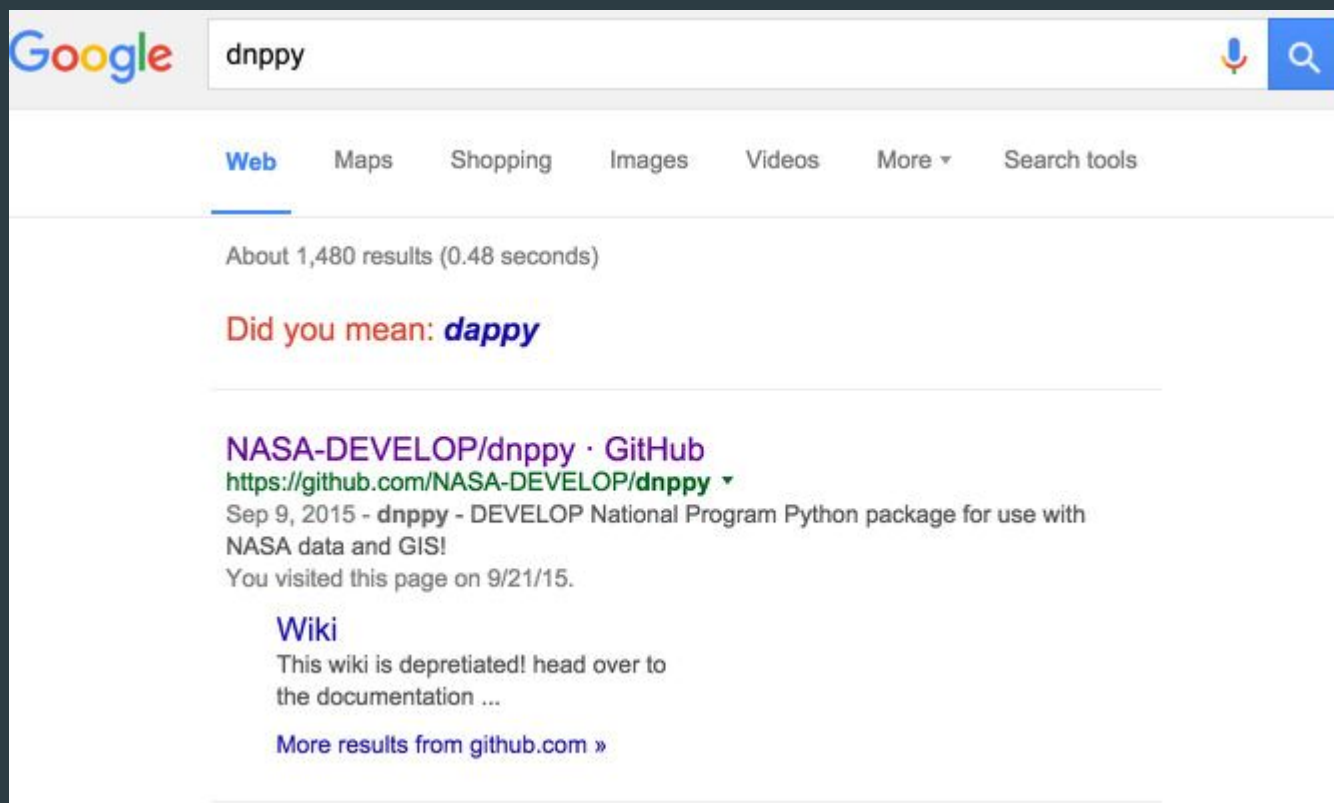 Google dnppy
Web Maps Shopping Images Videos More Search tools
About 1,480 results (0.48 seconds)
Did you mean: dappy
NASA-DEVELOP/dnppy · GitHub
https://github.com/NASA-DEVELOP/dnppy
Sep 9, 2015 - dnppy - DEVELOP National Program Python package for use with
NASA data and GIS!
You visited this page on 9/21/15.
Wiki
This wiki is depretiated! head over to
the documentation ...
More results from github.com »